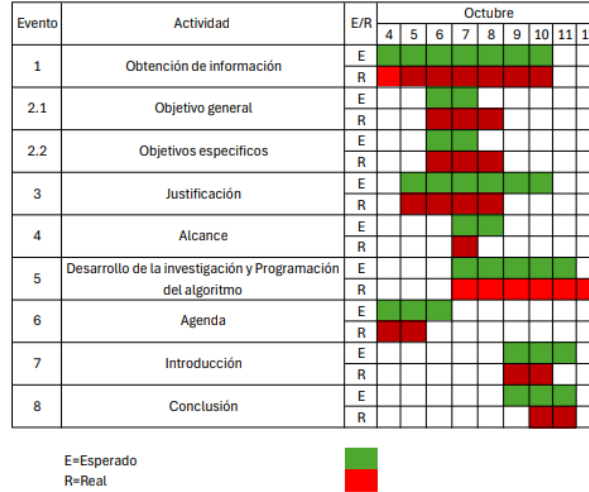 Evento Actividad E/R Octubre
4 5 6 7 8 9 10 11
1 Obtención de información E
R
2.1 Objetivo general E
R
2.2 Objetivos especificos E
R
3 Justificación E
R
4 Alcance E
R
5 Desarrollo de la investigación y Programación E
del algoritmo R
6 Agenda E
R
7 Introducción E
R
8 Conclusión E
R
E=Esperado
R=Real